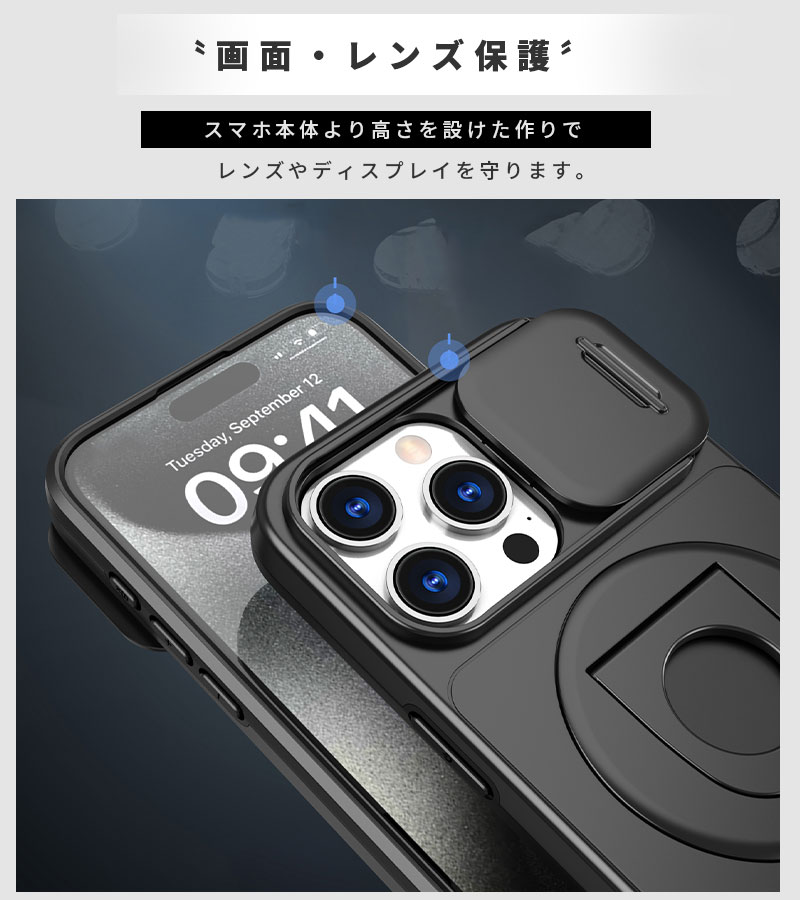 〝画面・レンズ保護〞
スマホ本体より高さを設けた作りで
レンズやディスプレイを守ります。
Tuesday, September 12
09:41